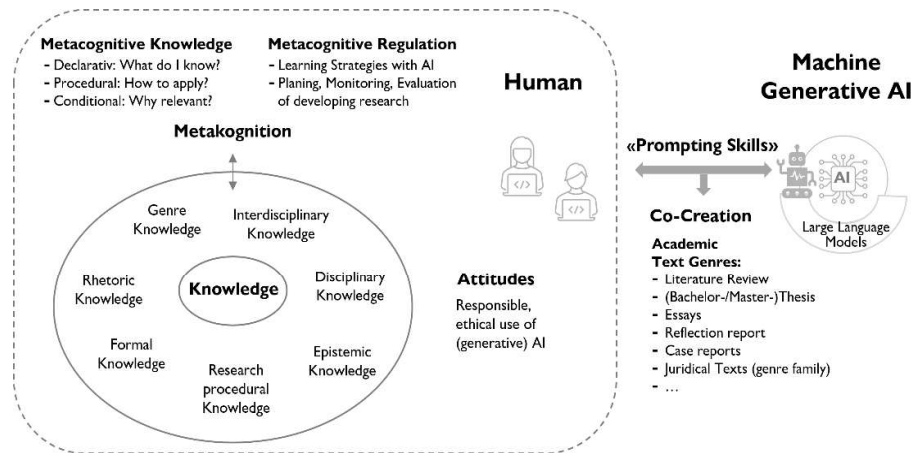 Metacognitive Knowledge
- Declarativ: What do I know?
- Procedural: How to apply?
- Conditional: Why relevant?
Metacognitive Regulation
- Learning Strategies with AI
- Planing, Monitoring, Evaluation
of developing research
Metakognition
Human
Genre
Knowledge
Interdisciplinary
Knowledge
Rhetoric
Knowledge
Knowledge
Disciplinary
Knowledge
Formal
Knowledge
Research
procedural
Knowledge
Epistemic
Knowledge
Attitudes
Responsible,
ethical use of
(generative) AI
Machine
Generative AI
«Prompting Skills»
AI
Large Language
Models
Co-Creation
Academic
Text Genres:
- Literature Review
- (Bachelor-/Master-)Thesis
- Essays
- Reflection report
- Case reports
- Juridical Texts (genre family)
- ...